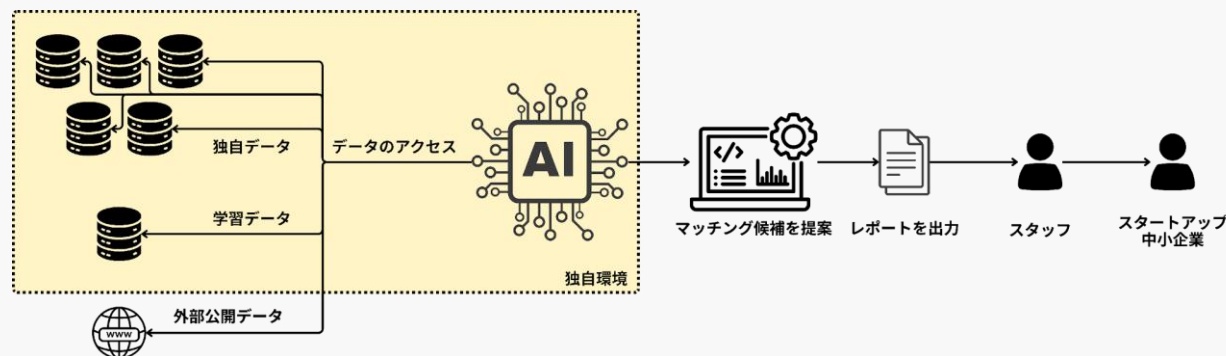 独自データ
データのアクセス
AI
</>
マッチング候補を提案
レポートを出力
スタッフ
スタートアップ
中小企業
学習データ
独自環境
外部公開データ
www